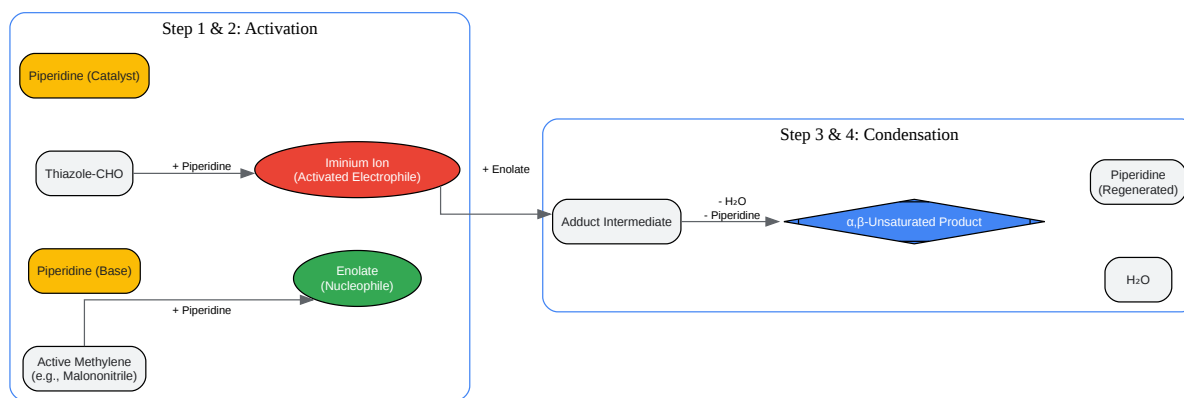 Step 1 & 2: Activation
Piperidine (Catalyst)
Thiazole-CHO
+ Piperidine
Iminium Ion
(Activated Electrophile)
Piperidine (Base)
Enolate
(Nucleophile)
+ Piperidine
Active Methylene
(e.g., Malononitrile)
+ Enolate
Step 3 & 4: Condensation
Adduct Intermediate
- H₂O
- Piperidine
α,β-Unsaturated Product
Piperidine
(Regenerated)
H₂O